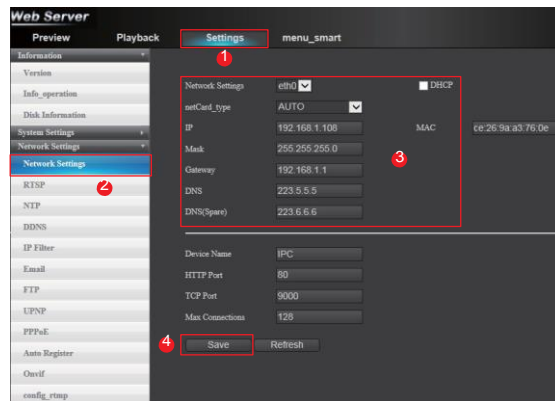 Web Server
Preview Playback Settings menu_smart
1
Information
Version
Info_operation
Disk Information
System Settings
Network Settings
Network Settings
2
RTSP
NTP
DDNS
IP Filter
Email
FTP
UPNP
PPPoE
Auto Register
Onvif
config_rtmp
Network Settings eth0 DHCP
netCard_type AUTO
IP 192.168.1.108 MAC ce:26:9a:a3:76:0e
Mask 255.255.255.0
3
Gateway 192.168.1.1
DNS 223.5.5.5
DNS(Spare) 223.6.6.6
Device Name IPC
HTTP Port 80
TCP Port 9000
Max Connections 128
4 Save Refresh